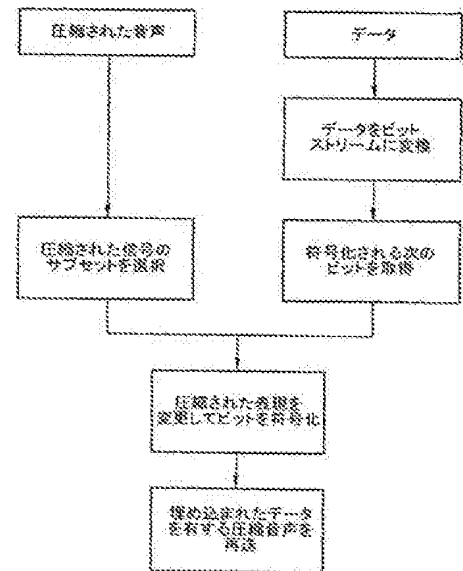 圧縮された音声
データ
データをビット
ストリームに変換
圧縮された信号の
サブセットを選択
符号化される次の
ビットを取得
圧縮された表現を
変更してビットを符号化
埋め込まれたデータ
を有する圧縮音声を
再送